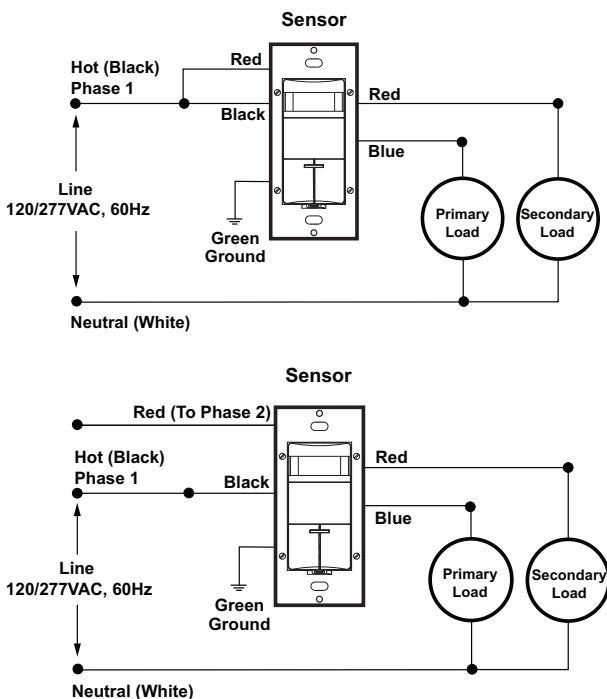 Sensor
Red
Hot (Black)
Phase 1
Black
Red
Blue
Line
120/277VAC, 60Hz
Green
Ground
Primary
Load
Secondary
Load
Neutral (White)
Sensor
Red (To Phase 2)
Hot (Black)
Phase 1
Black
Red
Blue
Line
120/277VAC, 60Hz
Green
Ground
Primary
Load
Secondary
Load
Neutral (White)